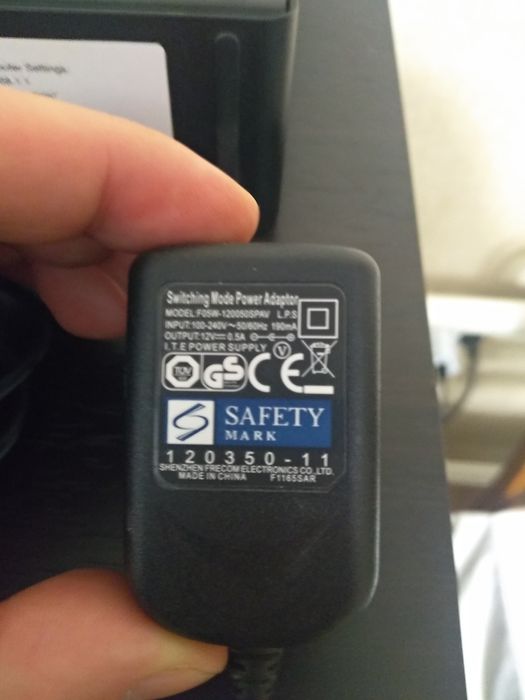 Settings.
Switching Mode Power Adaptor
MODEL:F05W-120050SPAV L.P.S
INPUT:100-240V~50/60Hz 190mA
OUTPUT:12V⎓0.5A
I.T.E POWER SUPPLY V
TÜV GS CE
SAFETY
MARK
120350-11
SHENZHEN FRECOM ELECTRONICS CO.,LTD.
MADE IN CHINA F1165SAR